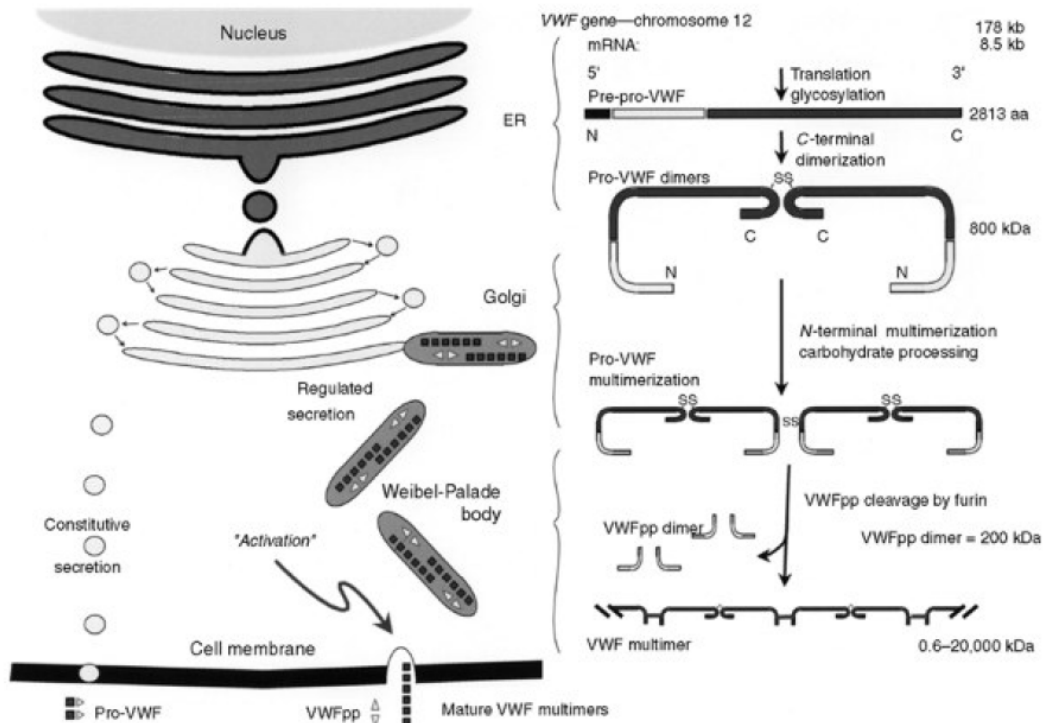 Nucleus
ER
Golgi
Regulated
secretion
Weibel-Palade
body
Constitutive
secretion
"Activation"
Cell membrane
Pro-VWF
VWFpp
Mature VWF multimers
VWF gene—chromosome 12
178 kb
mRNA:
8.5 kb
5'
3'
Translation
glycosylation
Pre-pro-VWF
2813 aa
N
C
C-terminal
dimerization
SS
Pro-VWF dimers
C
C
800 kDa
N
N
N-terminal multimerization
carbohydrate processing
Pro-VWF
multimerization
SS
SS
SS
VWFpp cleavage by furin
VWFpp dimer
VWFpp dimer = 200 kDa
VWF multimer
0.6–20,000 kDa